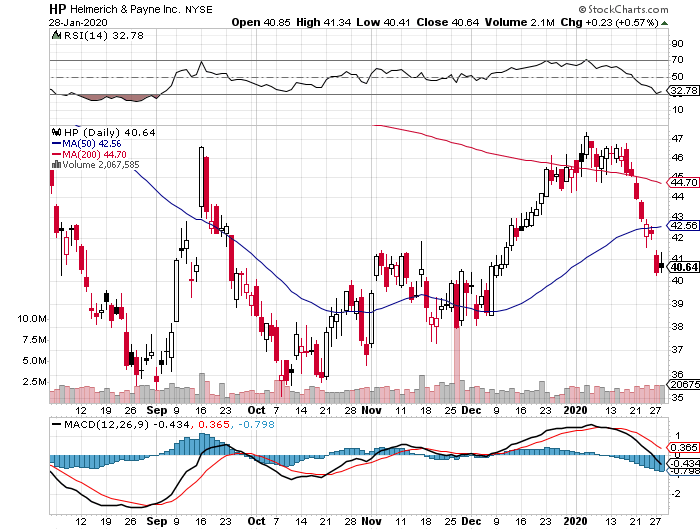 HP Helmerich & Payne Inc. NYSE
© StockCharts.com
28-Jan-2020
Open 40.85 High 41.34 Low 40.41 Close 40.64 Volume 2.1M Chg +0.23 (+0.57%)
RSI(14) 32.78
90
70
50
32.78
10
HP (Daily) 40.64
MA(50) 42.56
MA(200) 44.70
Volume 2,067,585
47
46
45
44.70
44
43
42.56
42
41
40.64
40
39
38
37
36
35
10.0M
7.5M
5.0M
2.5M
20675
12 19 26 Sep 9 16 23 Oct 7 14 21 28 Nov 11 18 25 Dec 9 16 23 2020 13 21 27
MACD(12,26,9) -0.434, 0.365, -0.798
1
0.365
0
-0.434
-0.798
-2
12 19 26 Sep 9 16 23 Oct 7 14 21 28 Nov 11 18 25 Dec 9 16 23 2020 13 21 27